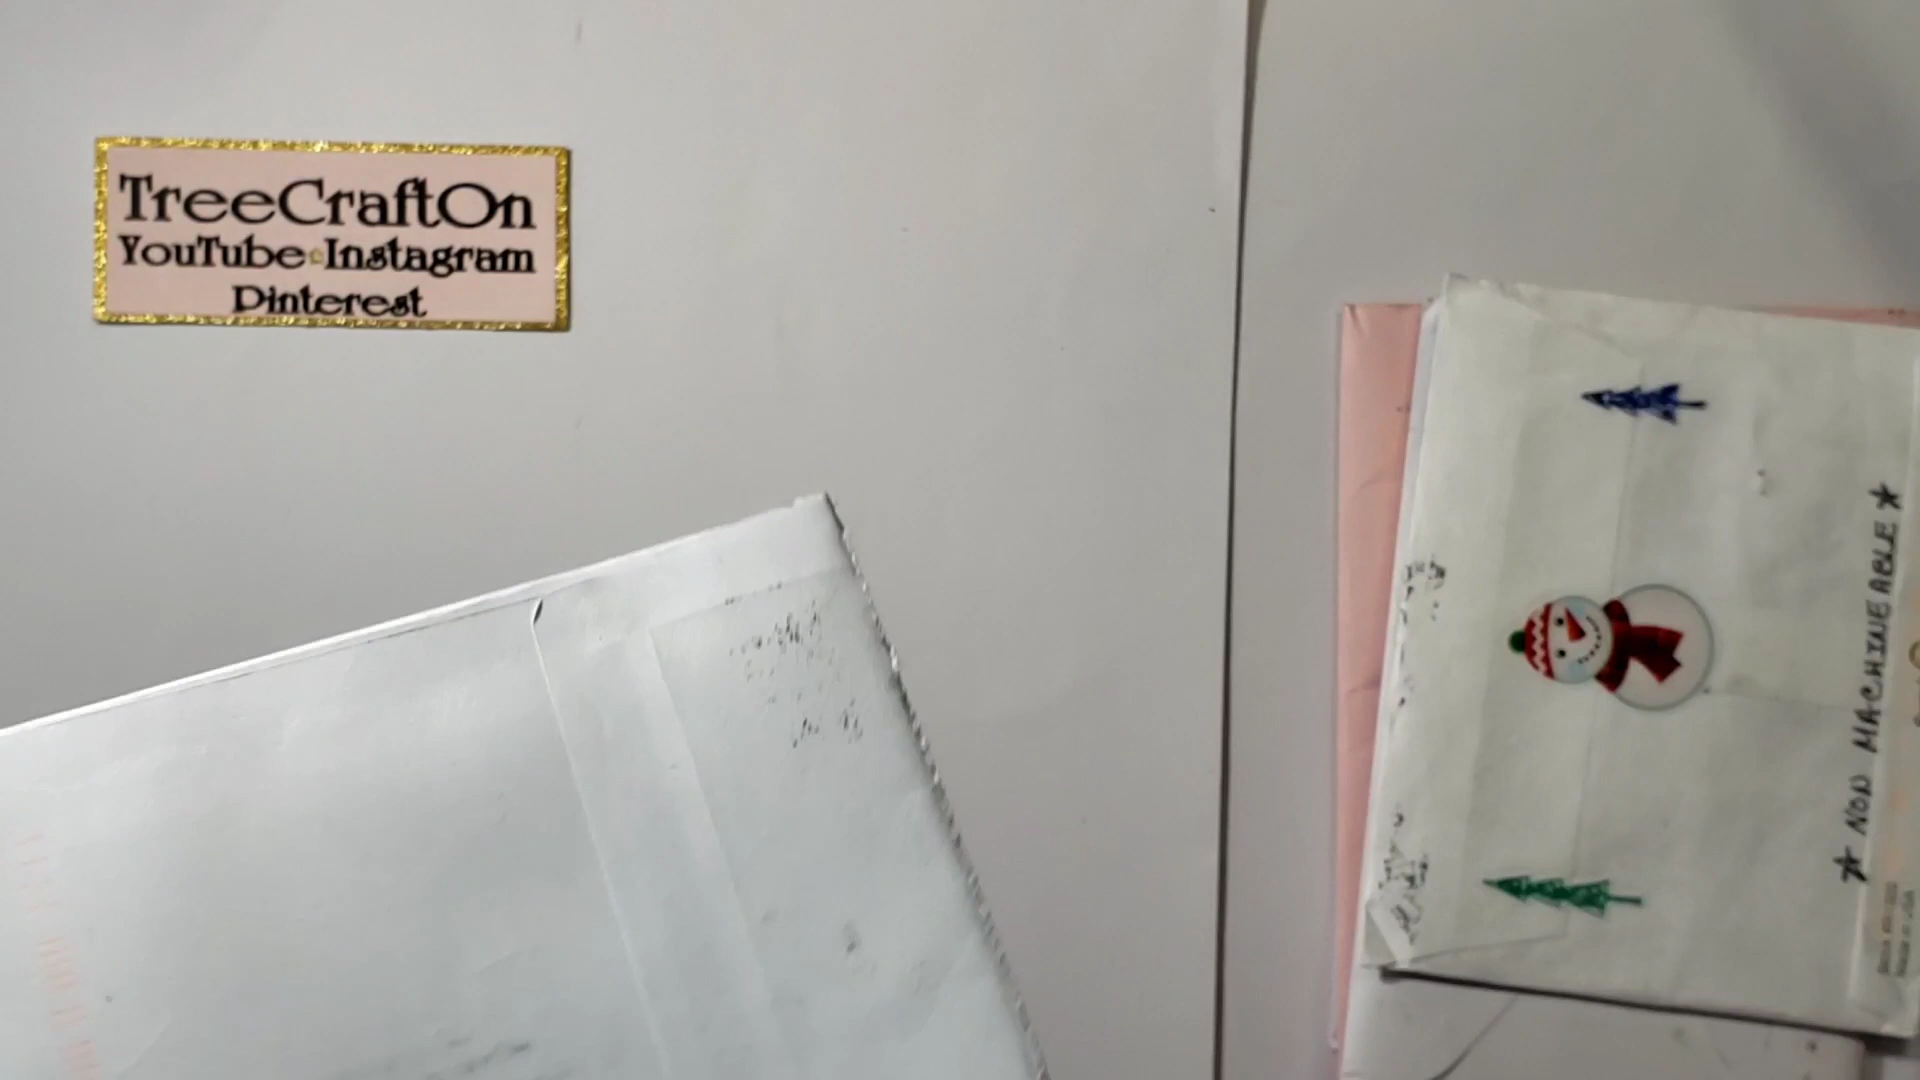 TreeCraftOn
YouTube Instagram
Pinterest
★ NON MACHINEABLE ★